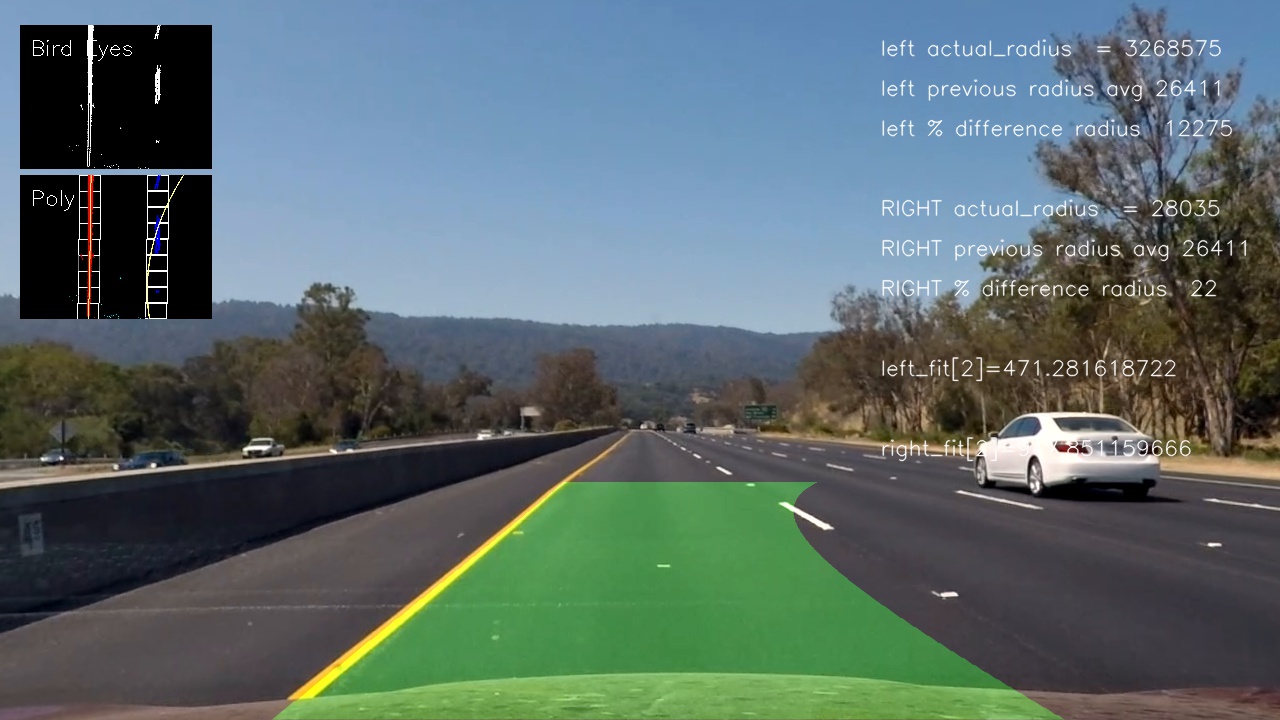 Bird Eyes
Poly
left actual_radius = 3268575
left previous radius avg 26411
left % difference radius 12275
RIGHT actual_radius = 28035
RIGHT previous radius avg 26411
RIGHT % difference radius 22
left_fit[2]=471.281618722